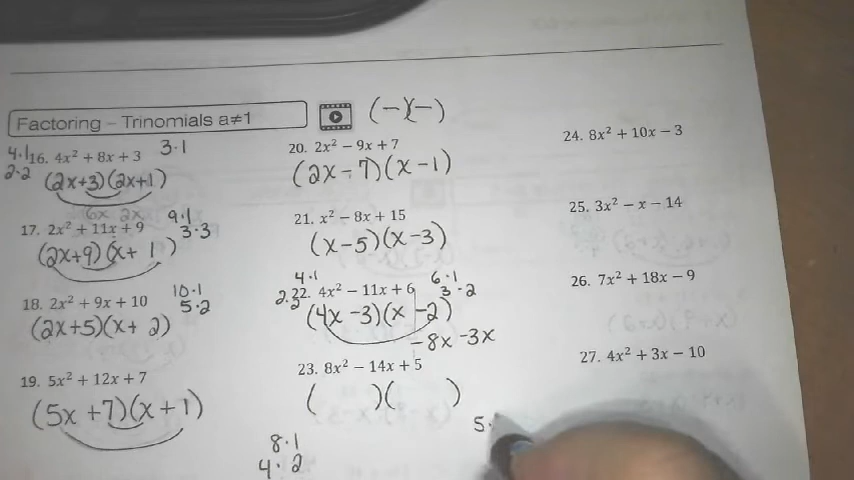 Factoring – Trinomials a≠1
(−)(−)
4·1
16. 4x² + 8x + 3
3·1
2·2
(2x+3)(2x+1)
6x 2x
17. 2x² + 11x + 9
9·1
3·3
(2x+9)(x+ 1 )
18. 2x² + 9x + 10
10·1
5·2
(2x+5)(x+ 2)
19. 5x² + 12x + 7
(5x +7)(x +1)
8·1
4·2
20. 2x² − 9x + 7
(2x −7)(x −1)
21. x² − 8x + 15
(x−5)(x−3)
4·1
6·1
2·2
22. 4x² − 11x + 6
3·2
(4x −3)(x −2)
−8x −3x
23. 8x² − 14x + 5
( )( )
5·
24. 8x² + 10x − 3
25. 3x² − x − 14
26. 7x² + 18x − 9
27. 4x² + 3x − 10